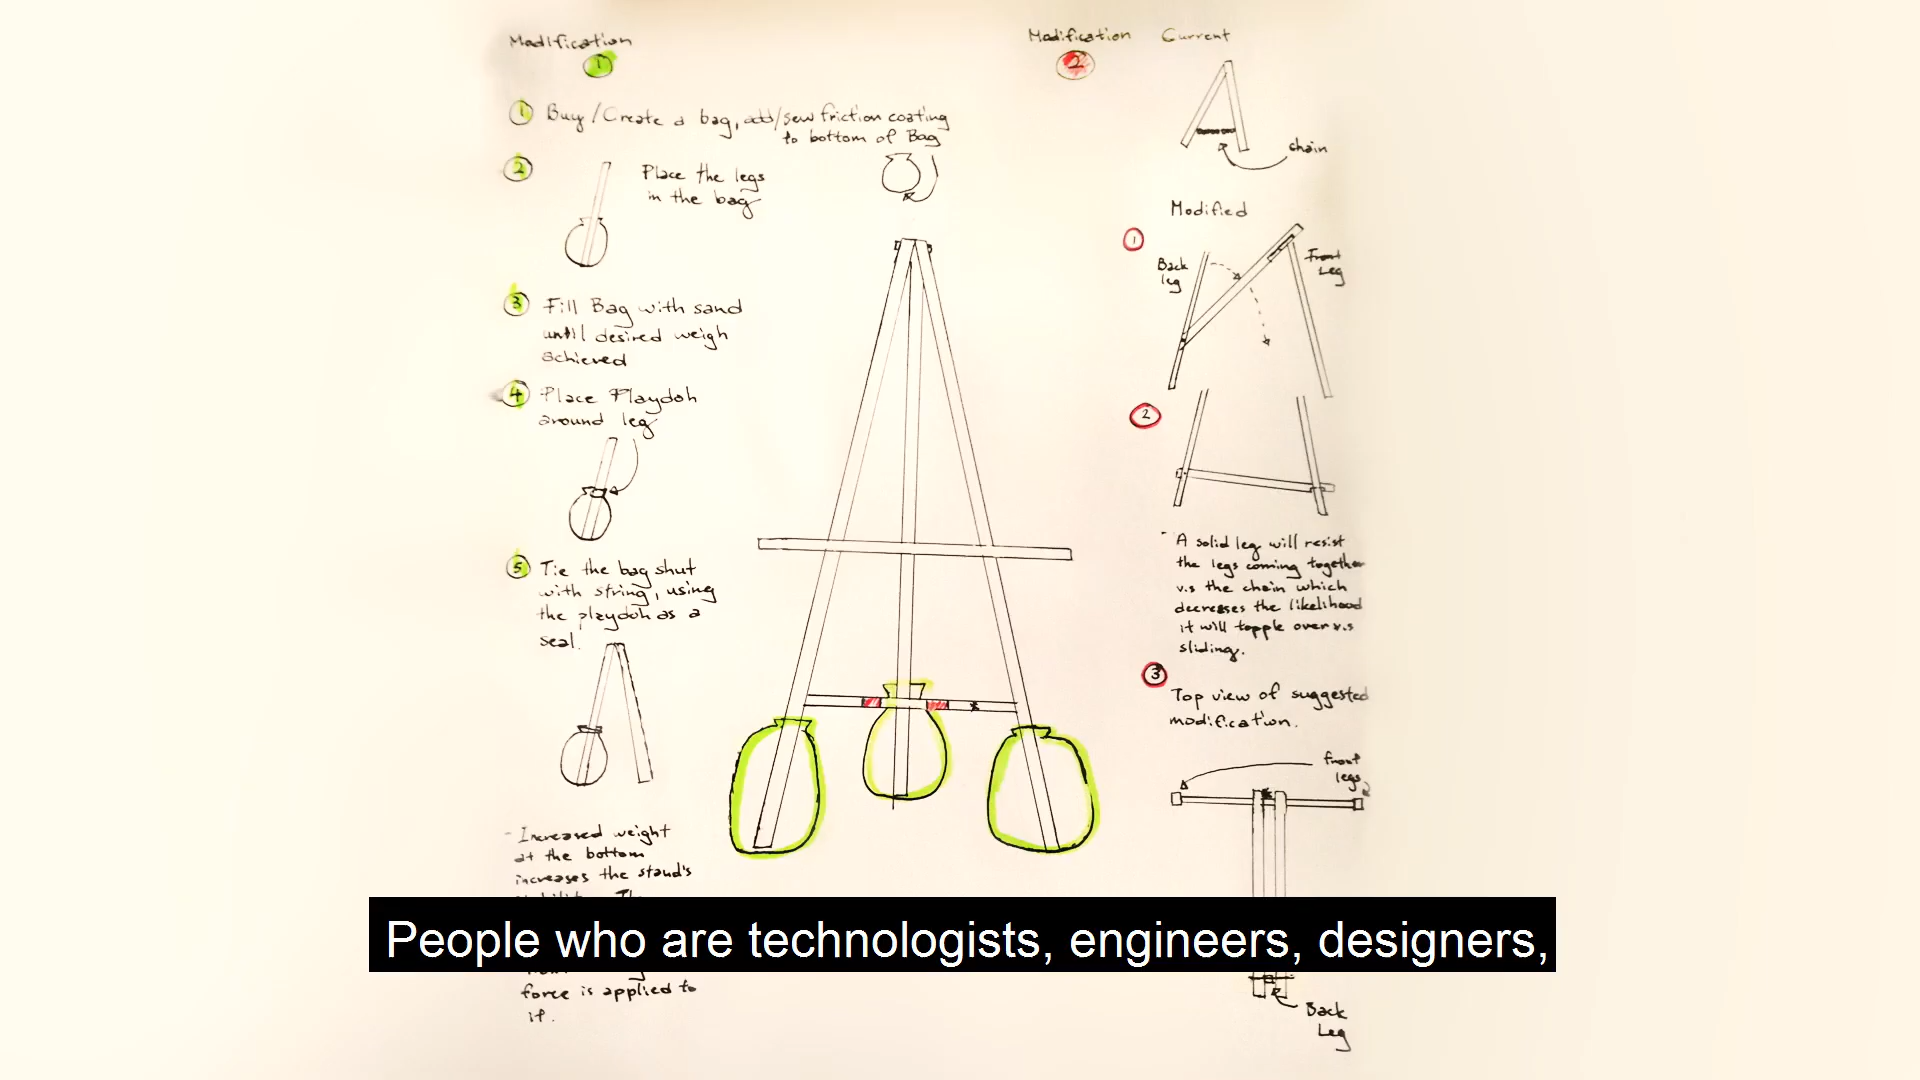 Modification
1
1 Buy/Create a bag, add/sew friction coating
to bottom of Bag
2
Place the legs
in the bag
3 Fill Bag with sand
until desired weigh
achieved
4 Place Playdoh
around leg
5 Tie the bag shut
with string, using
the playdoh as a
seal.
- Increased weight
at the bottom
increases the stand's
force is applied to
it.
Modification Current
2
chain
Modified
1
Back
leg
Front
Leg
2
- A solid leg will resist
the legs coming together
v.s the chain which
decreases the likelihood
it will topple over v.s
sliding.
3
Top view of suggested
modification.
front
legs
Back
Leg
People who are technologists, engineers, designers,